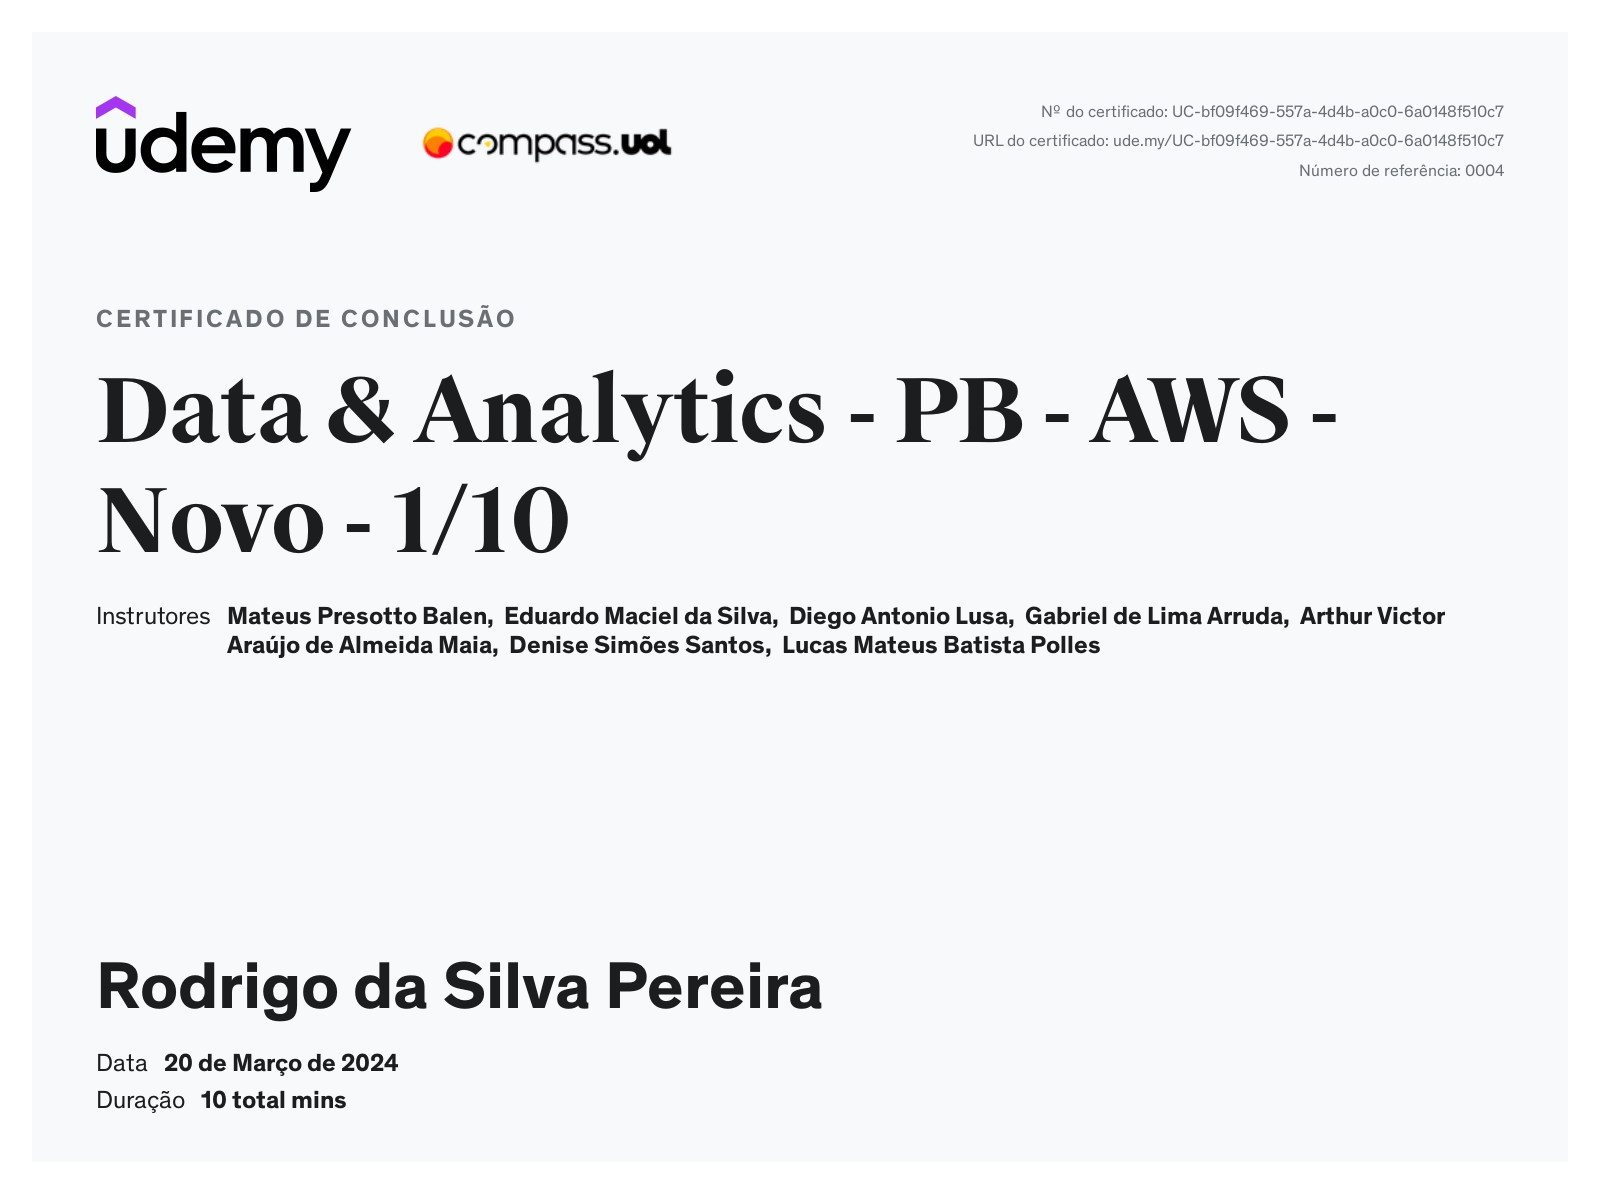 udemy
compass.uol
Nº do certificado: UC-bf09f469-557a-4d4b-a0c0-6a0148f510c7
URL do certificado: ude.my/UC-bf09f469-557a-4d4b-a0c0-6a0148f510c7
Número de referência: 0004
CERTIFICADO DE CONCLUSÃO
Data & Analytics - PB - AWS -
Novo - 1/10
Instrutores Mateus Presotto Balen, Eduardo Maciel da Silva, Diego Antonio Lusa, Gabriel de Lima Arruda, Arthur Victor
Araújo de Almeida Maia, Denise Simões Santos, Lucas Mateus Batista Polles
Rodrigo da Silva Pereira
Data 20 de Março de 2024
Duração 10 total mins